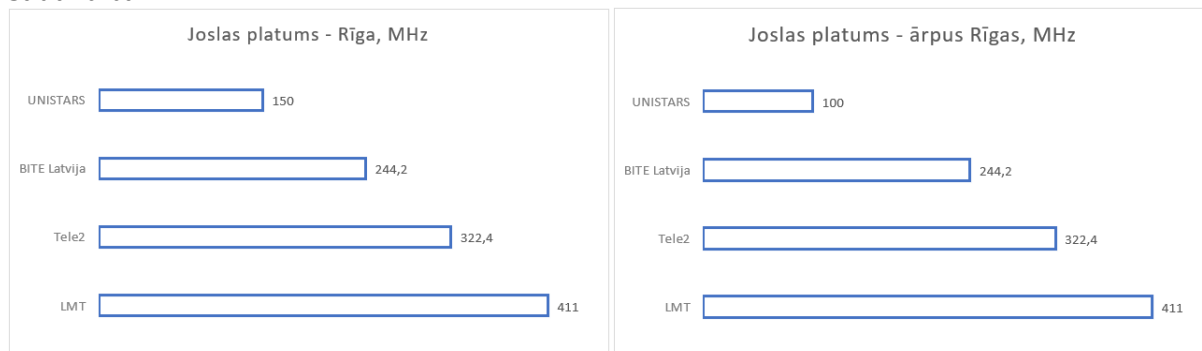 Joslas platums - Rīga, MHz
UNISTARS 150
BITE Latvija 244,2
Tele2 322,4
LMT 411
Joslas platums - ārpus Rīgas, MHz
UNISTARS 100
BITE Latvija 244,2
Tele2 322,4
LMT 411